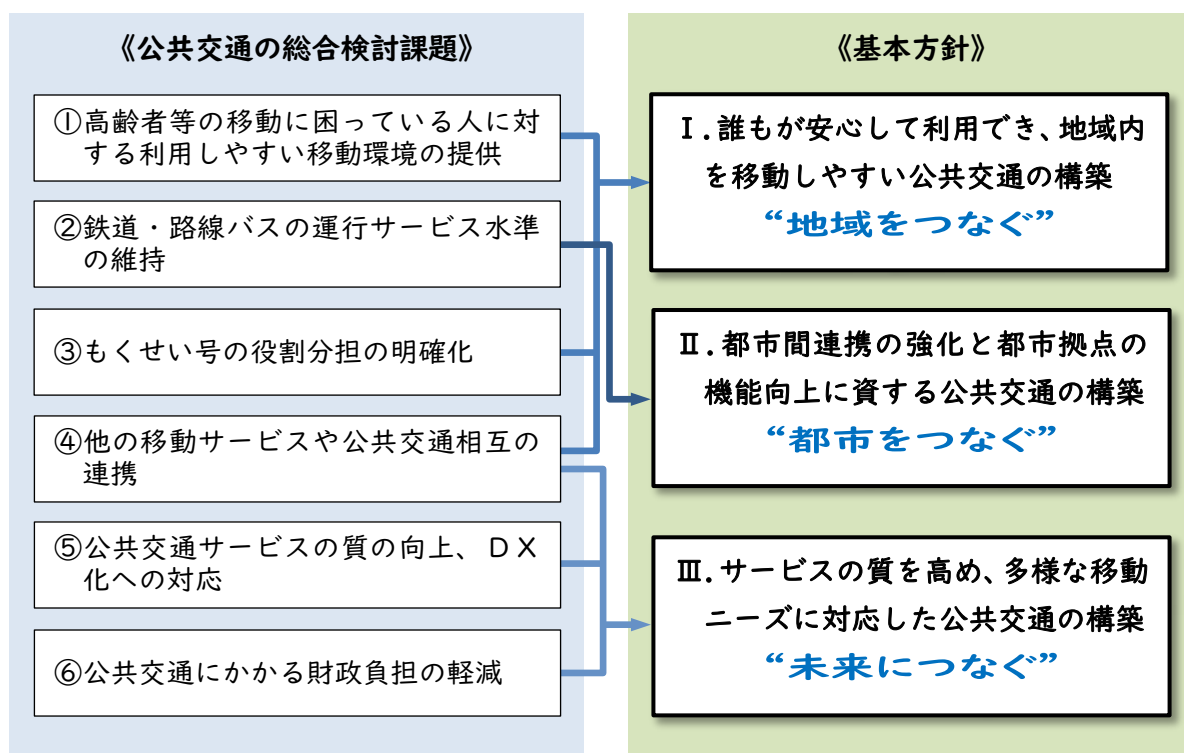 《公共交通の総合検討課題》
①高齢者等の移動に困っている人に対
する利用しやすい移動環境の提供
②鉄道・路線バスの運行サービス水準
の維持
③もくせい号の役割分担の明確化
④他の移動サービスや公共交通相互の
連携
⑤公共交通サービスの質の向上、ＤＸ
化への対応
⑥公共交通にかかる財政負担の軽減
《基本方針》
Ⅰ.誰もが安心して利用でき、地域内
を移動しやすい公共交通の構築
“地域をつなぐ”
Ⅱ.都市間連携の強化と都市拠点の
機能向上に資する公共交通の構築
“都市をつなぐ”
Ⅲ.サービスの質を高め、多様な移動
ニーズに対応した公共交通の構築
“未来につなぐ”